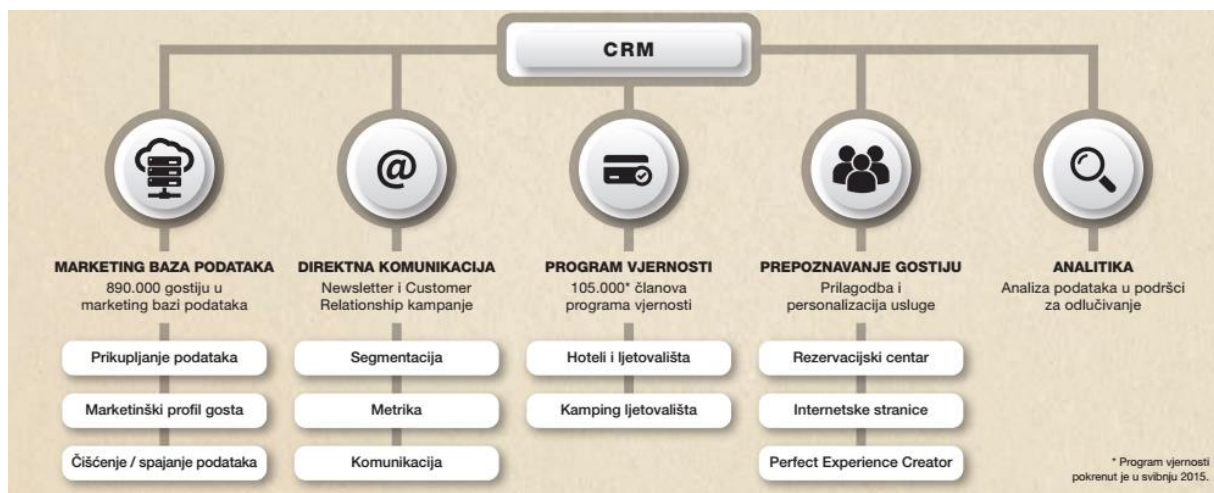 CRM
@
MARKETING BAZA PODATAKA
890.000 gostiju u
marketing bazi podataka
Prikupljanje podataka
Marketinški profil gosta
Čišćenje / spajanje podataka
DIREKTNA KOMUNIKACIJA
Newsletter i Customer
Relationship kampanje
Segmentacija
Metrika
Komunikacija
PROGRAM VJERNOSTI
105.000* članova
programa vjernosti
Hoteli i ljetovališta
Kamping ljetovališta
PREPOZNAVANJE GOSTIJU
Prilagodba i
personalizacija usluge
Rezervacijski centar
Internetske stranice
Perfect Experience Creator
ANALITIKA
Analiza podataka u podršci
za odlučivanje
* Program vjernosti
pokrenut je u svibnju 2015.